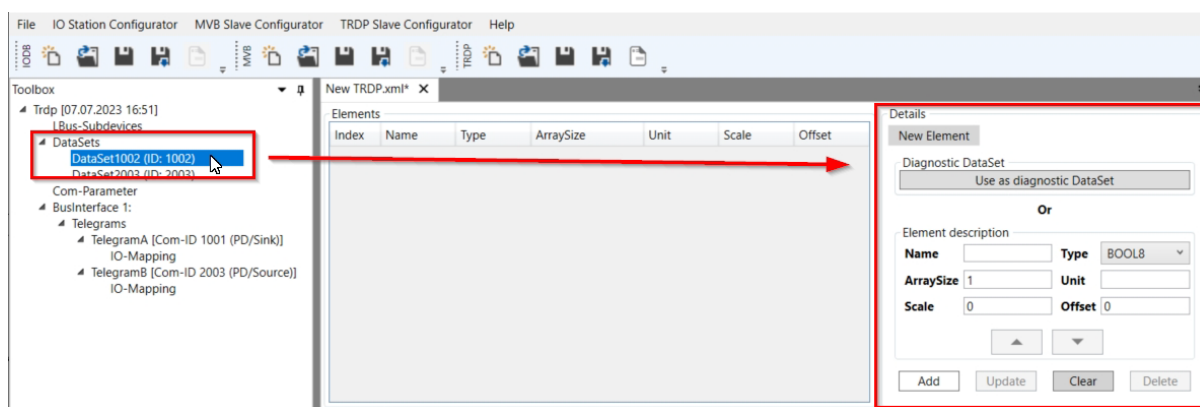 File IO Station Configurator MVB Slave Configurator TRDP Slave Configurator Help
IODB MVB TRDP
Toolbox
Trdp [07.07.2023 16:51]
LBus-Subdevices
DataSets
DataSet1002 (ID: 1002)
DataSet2003 (ID: 2003)
Com-Parameter
BusInterface 1:
Telegrams
TelegramA [Com-ID 1001 (PD/Sink)]
IO-Mapping
TelegramB [Com-ID 2003 (PD/Source)]
IO-Mapping
New TRDP.xml*
Elements
Index Name Type ArraySize Unit Scale Offset
Details
New Element
Diagnostic DataSet
Use as diagnostic DataSet
Or
Element description
Name Type BOOL8
ArraySize 1 Unit
Scale 0 Offset 0
Add Update Clear Delete